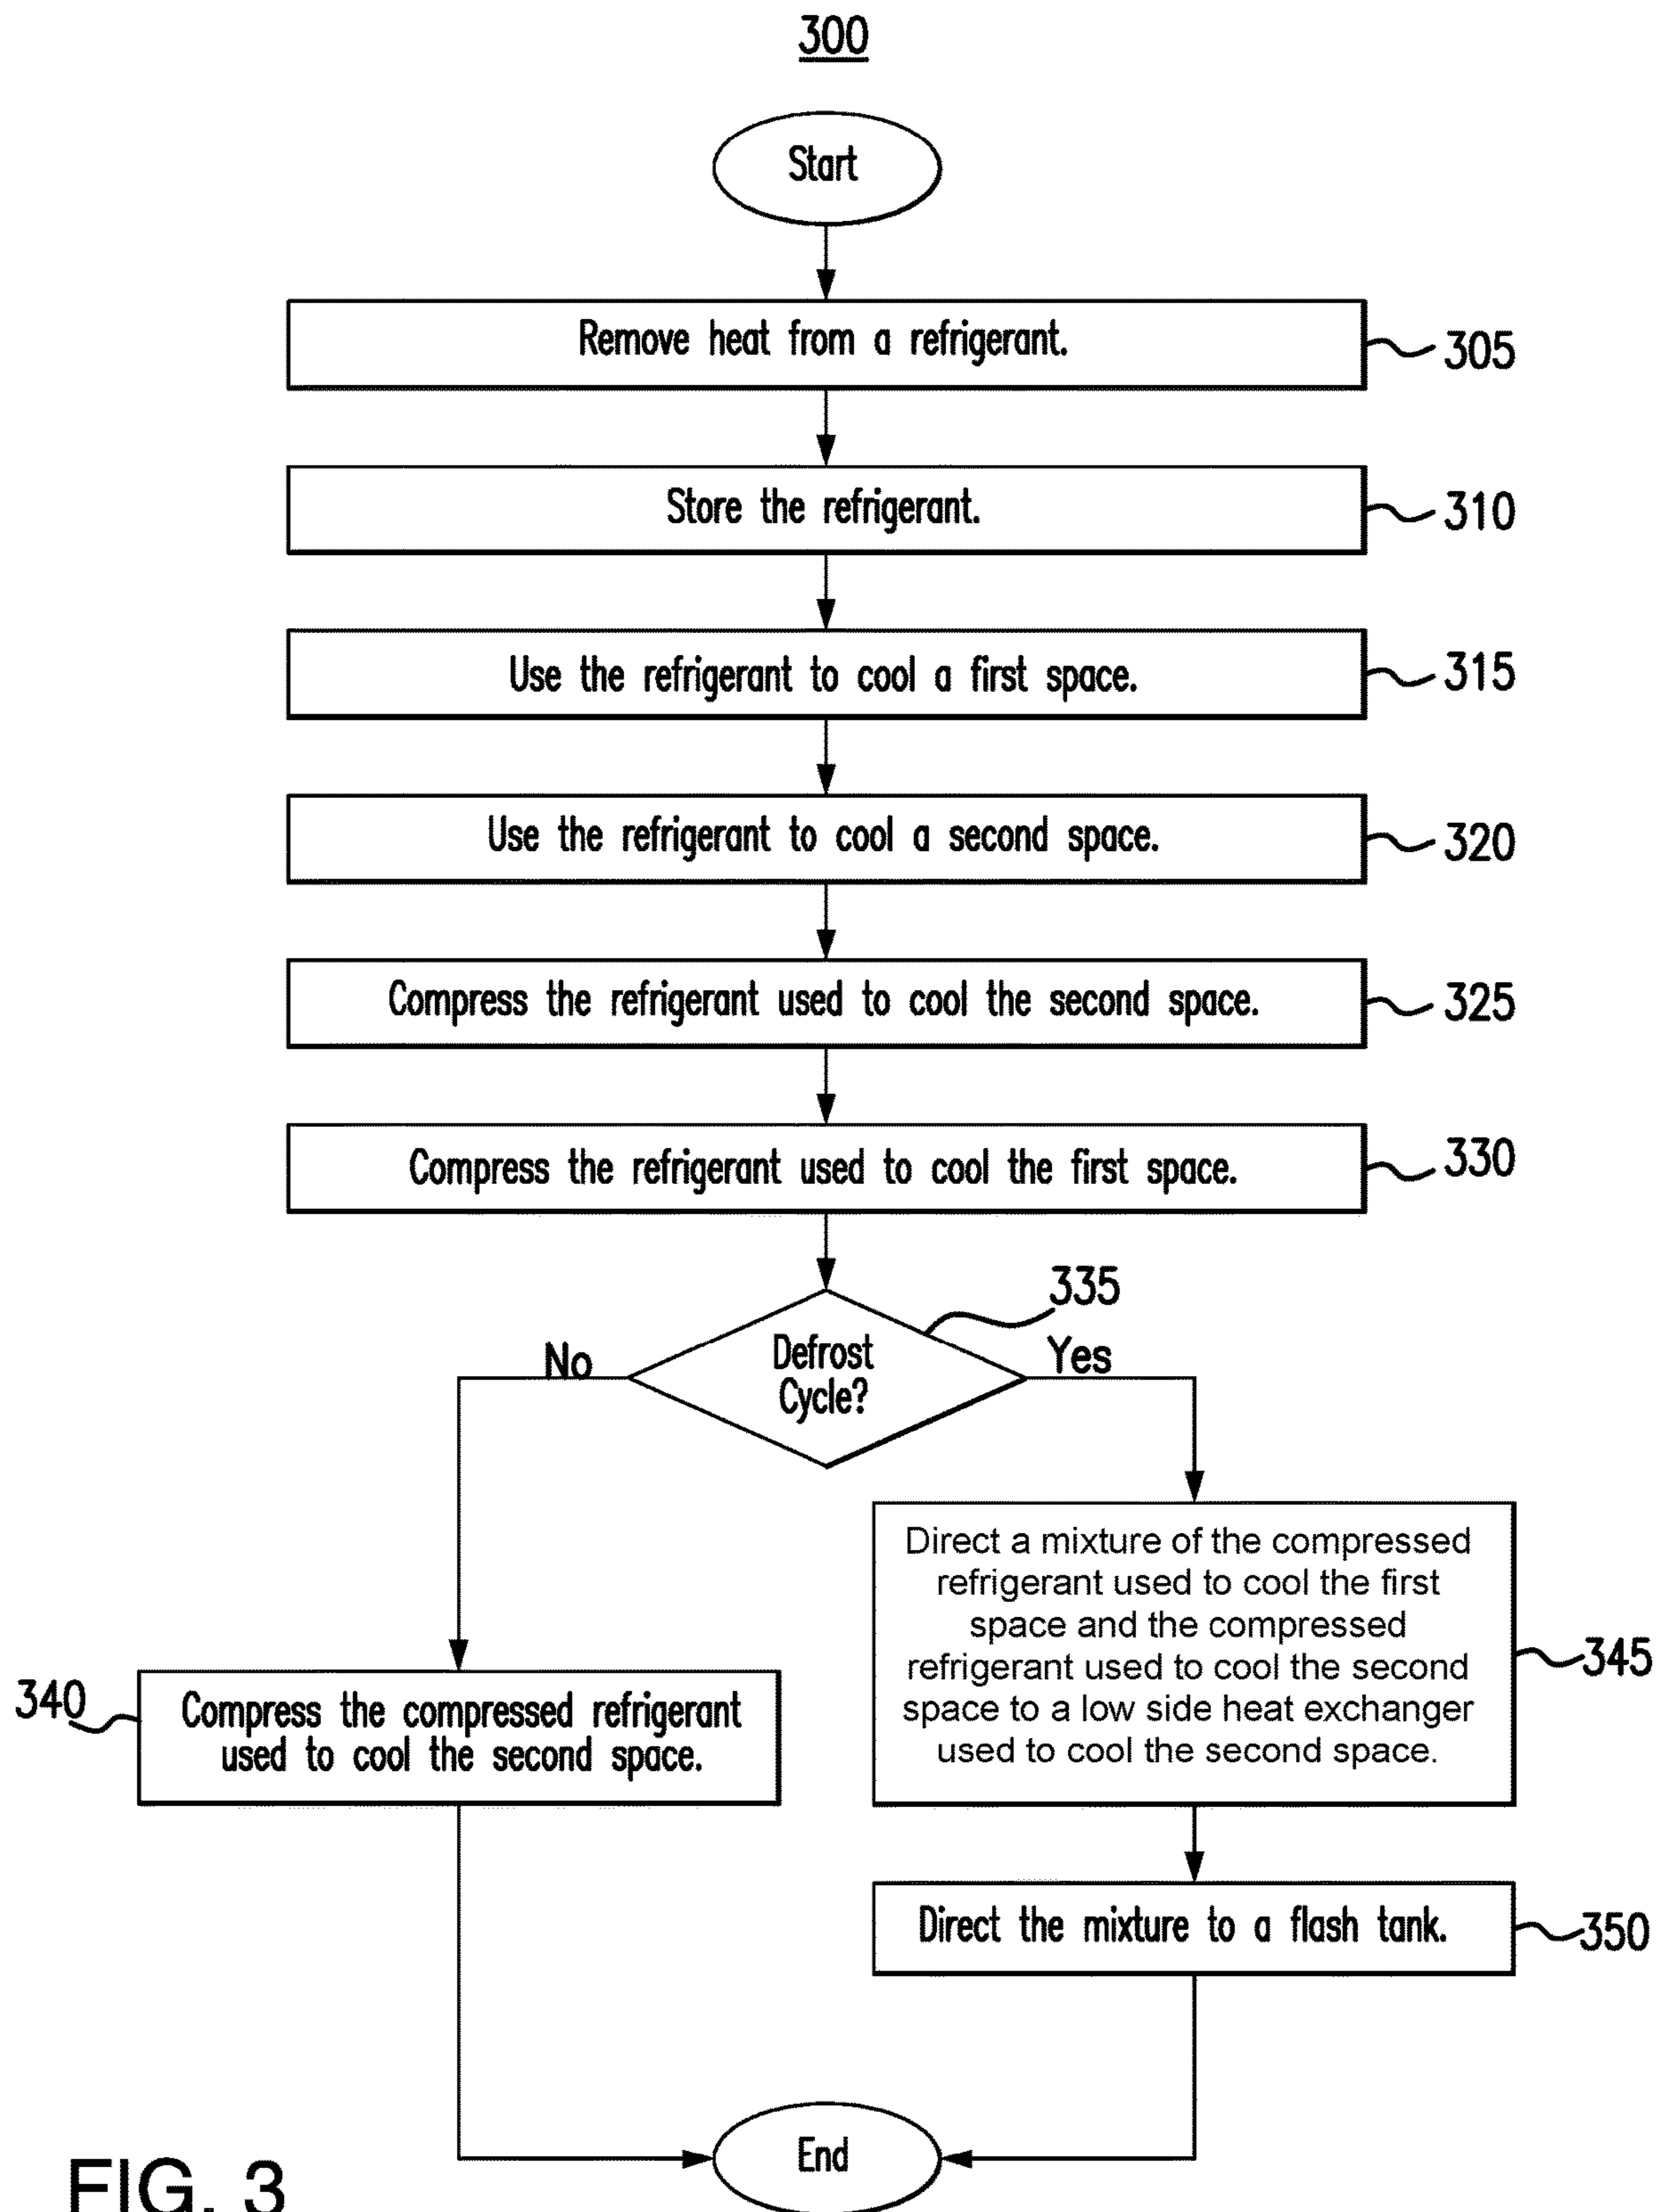 300
Start
Remove heat from a refrigerant.
305
Store the refrigerant.
310
Use the refrigerant to cool a first space.
315
Use the refrigerant to cool a second space.
320
Compress the refrigerant used to cool the second space.
325
Compress the refrigerant used to cool the first space.
330
335
Defrost
Cycle?
No
Yes
340
Compress the compressed refrigerant
used to cool the second space.
Direct a mixture of the compressed
refrigerant used to cool the first
space and the compressed
refrigerant used to cool the second
space to a low side heat exchanger
used to cool the second space.
345
Direct the mixture to a flash tank.
350
End
FIG. 3